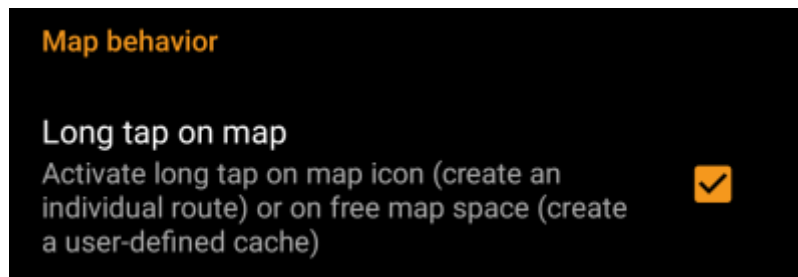 Map behavior
Long tap on map
Activate long tap on map icon (create an
individual route) or on free map space (create
a user-defined cache)